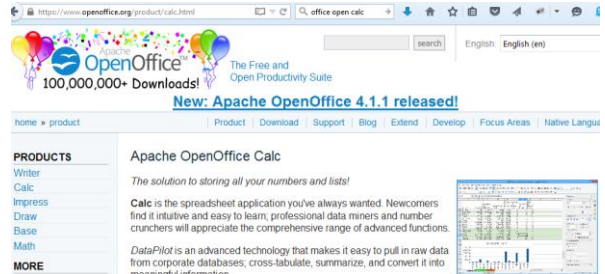 https://www.openoffice.org/product/calc.html
office open calc
Apache
OpenOffice™
100,000,000+ Downloads!
The Free and
Open Productivity Suite
search
English: English (en)
New: Apache OpenOffice 4.1.1 released!
home » product
Product Download Support Blog Extend Develop Focus Areas Native Langua
PRODUCTS
Writer
Calc
Impress
Draw
Base
Math
MORE
Apache OpenOffice Calc
The solution to storing all your numbers and lists!
Calc is the spreadsheet application you've always wanted. Newcomers
find it intuitive and easy to learn; professional data miners and number
crunchers will appreciate the comprehensive range of advanced functions.
DataPilot is an advanced technology that makes it easy to pull in raw data
from corporate databases; cross-tabulate, summarize, and convert it into
meaningful information.